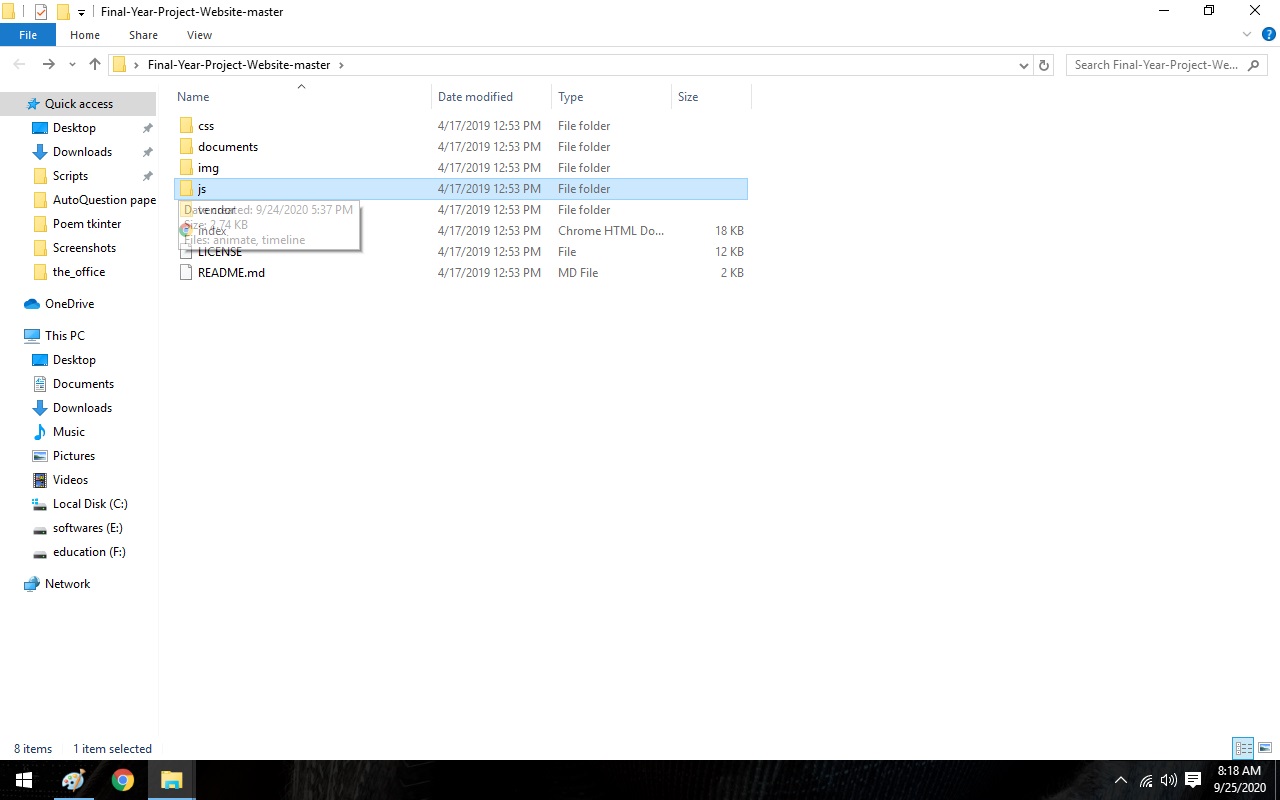 Final-Year-Project-Website-master
File Home Share View
Final-Year-Project-Website-master
Search Final-Year-Project-We...
Name Date modified Type Size
Quick access
Desktop
Downloads
Scripts
AutoQuestion pape
Poem tkinter
Screenshots
the_office
OneDrive
This PC
Desktop
Documents
Downloads
Music
Pictures
Videos
Local Disk (C:)
softwares (E:)
education (F:)
Network
css 4/17/2019 12:53 PM File folder
documents 4/17/2019 12:53 PM File folder
img 4/17/2019 12:53 PM File folder
js 4/17/2019 12:53 PM File folder
vendor 4/17/2019 12:53 PM File folder
index 4/17/2019 12:53 PM Chrome HTML Do... 18 KB
LICENSE 4/17/2019 12:53 PM File 12 KB
README.md 4/17/2019 12:53 PM MD File 2 KB
Date created: 9/24/2020 5:37 PM
Size: 2.74 KB
Files: animate, timeline
8 items 1 item selected
8:18 AM
9/25/2020